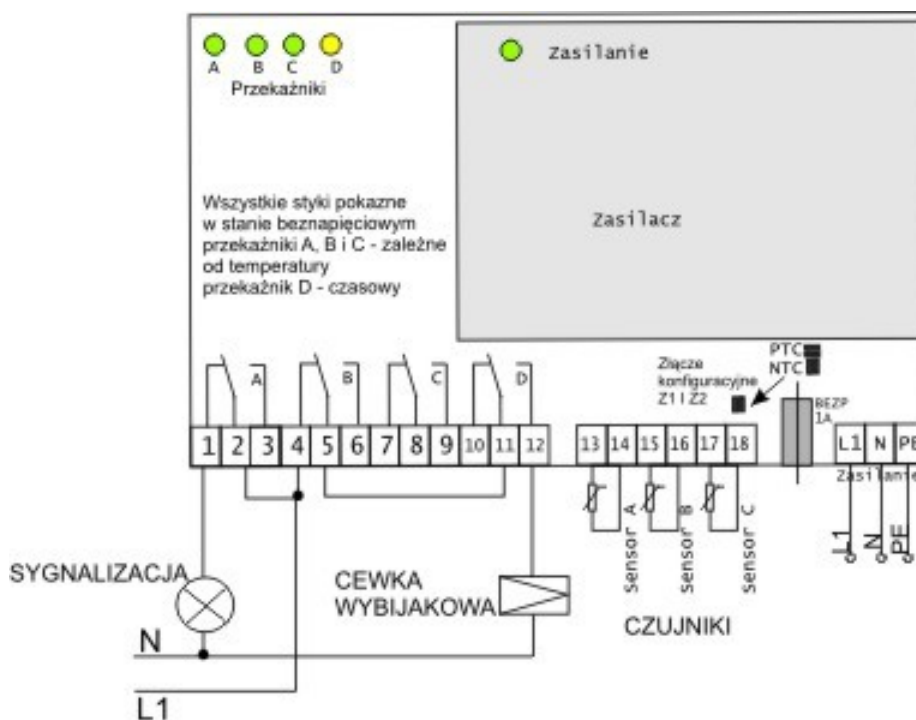 A B C D
Przekaźniki
Zasilanie
Wszystkie styki pokazne
w stanie beznapięciowym
przekaźniki A, B i C - zależne
od temperatury
przekaźnik D - czasowy
Zasilacz
A B C D
PTC
NTC
Złącze
konfiguracyjne
Z1 I Z2
BEZP
1A
1 2 3 4 5 6 7 8 9 10 11 12
13 14 15 16 17 18
L1 N PE
Zasilanie
Sensor A
Sensor B
Sensor C
L1
N
PE
SYGNALIZACJA
CEWKA
WYBIJAKOWA
CZUJNIKI
N
L1